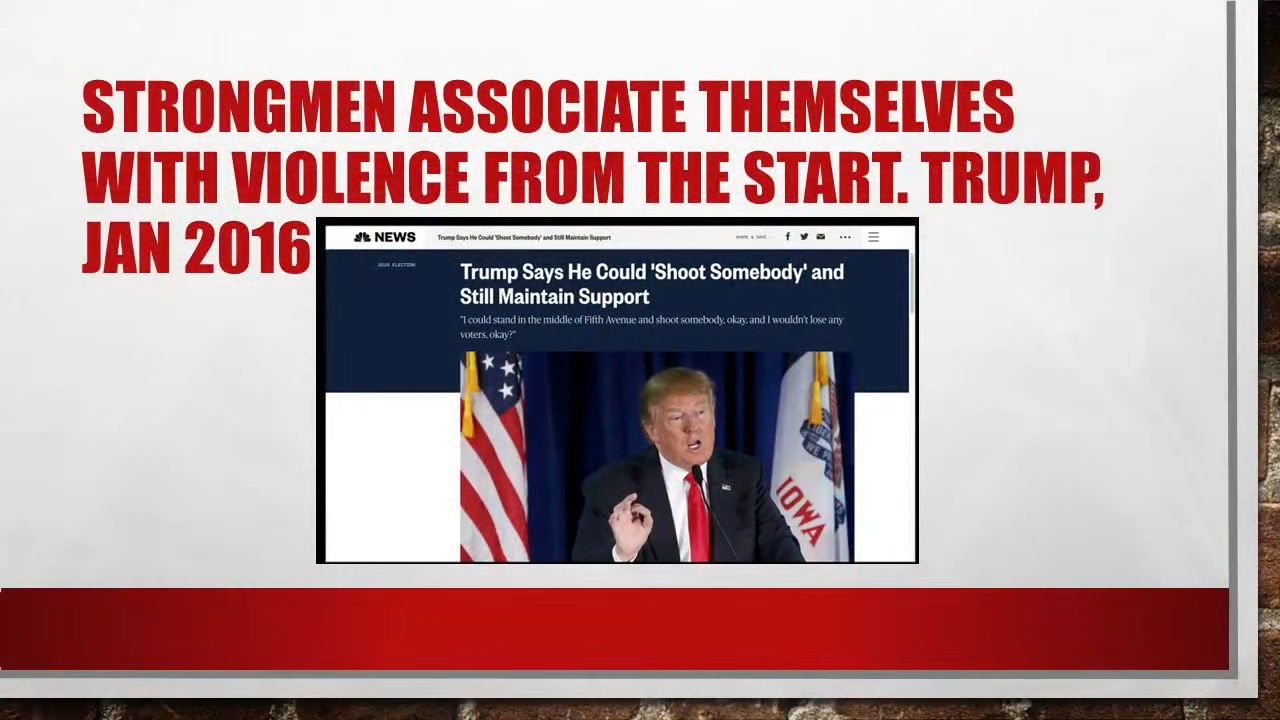 STRONGMEN ASSOCIATE THEMSELVES
WITH VIOLENCE FROM THE START. TRUMP,
JAN 2016
NEWS
Trump Says He Could 'Shoot Somebody' and Still Maintain Support
2016 ELECTION
Trump Says He Could 'Shoot Somebody' and
Still Maintain Support
"I could stand in the middle of Fifth Avenue and shoot somebody, okay, and I wouldn't lose any
voters, okay?"
IOWA